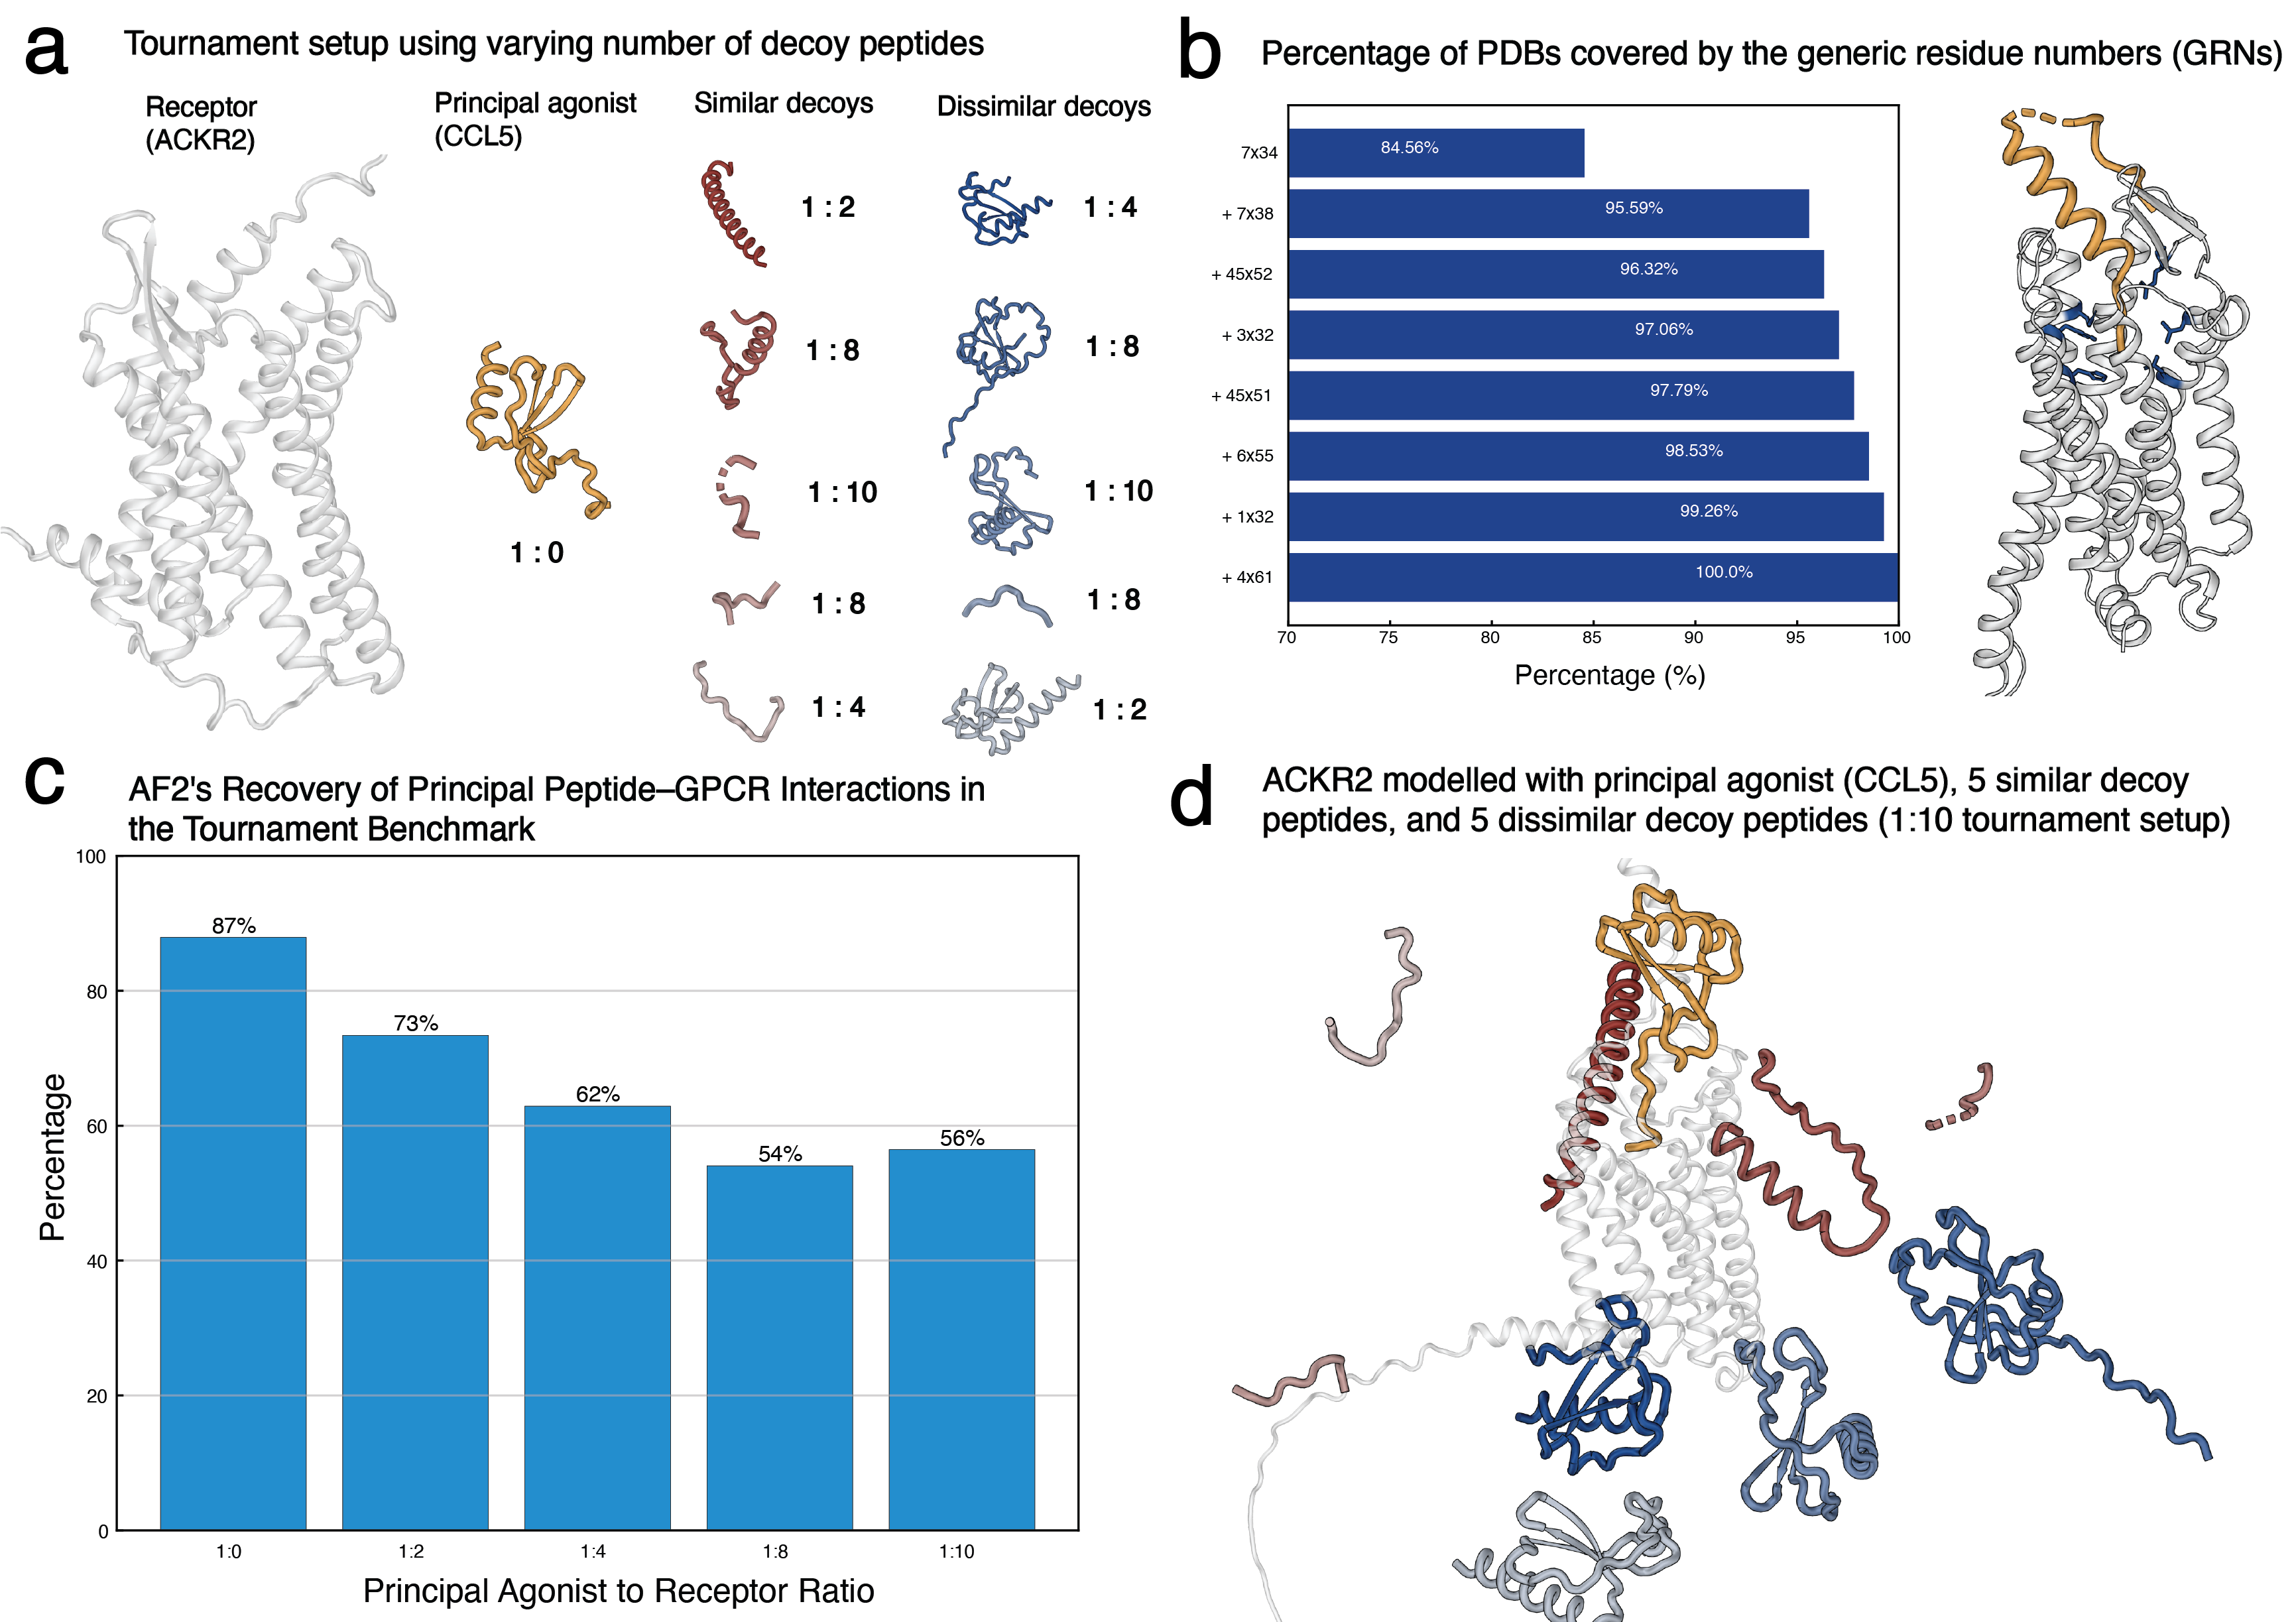 a
Tournament setup using varying number of decoy peptides
Receptor
(ACKR2)
Principal agonist
(CCL5)
Similar decoys
Dissimilar decoys
1 : 0
1 : 2
1 : 8
1 : 10
1 : 8
1 : 4
1 : 4
1 : 8
1 : 10
1 : 8
1 : 2
b
Percentage of PDBs covered by the generic residue numbers (GRNs)
7x34
84.56%
+ 7x38
95.59%
+ 45x52
96.32%
+ 3x32
97.06%
+ 45x51
97.79%
+ 6x55
98.53%
+ 1x32
99.26%
+ 4x61
100.0%
70 75 80 85 90 95 100
Percentage (%)
c
AF2's Recovery of Principal Peptide–GPCR Interactions in
the Tournament Benchmark
100
80
60
40
20
0
Percentage
87%
73%
62%
54%
56%
1:0 1:2 1:4 1:8 1:10
Principal Agonist to Receptor Ratio
d
ACKR2 modelled with principal agonist (CCL5), 5 similar decoy
peptides, and 5 dissimilar decoy peptides (1:10 tournament setup)